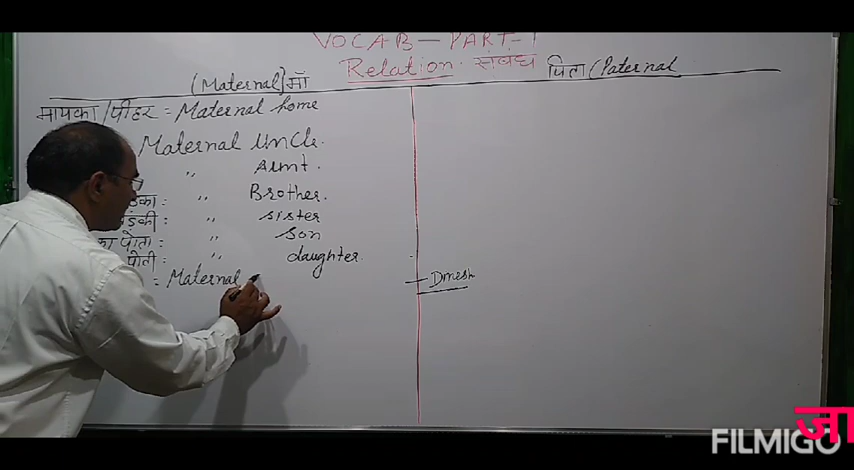 VOCAB — PART-1
Relation. संबंध
(Maternal) माँ
पिता (Paternal
मायका/पीहर = Maternal home
Maternal Uncle.
" Aunt.
" Brother.
" sister
पोता : " son
पोती : " daughter.
= Maternal
Dinesh
जा
FILMIGO